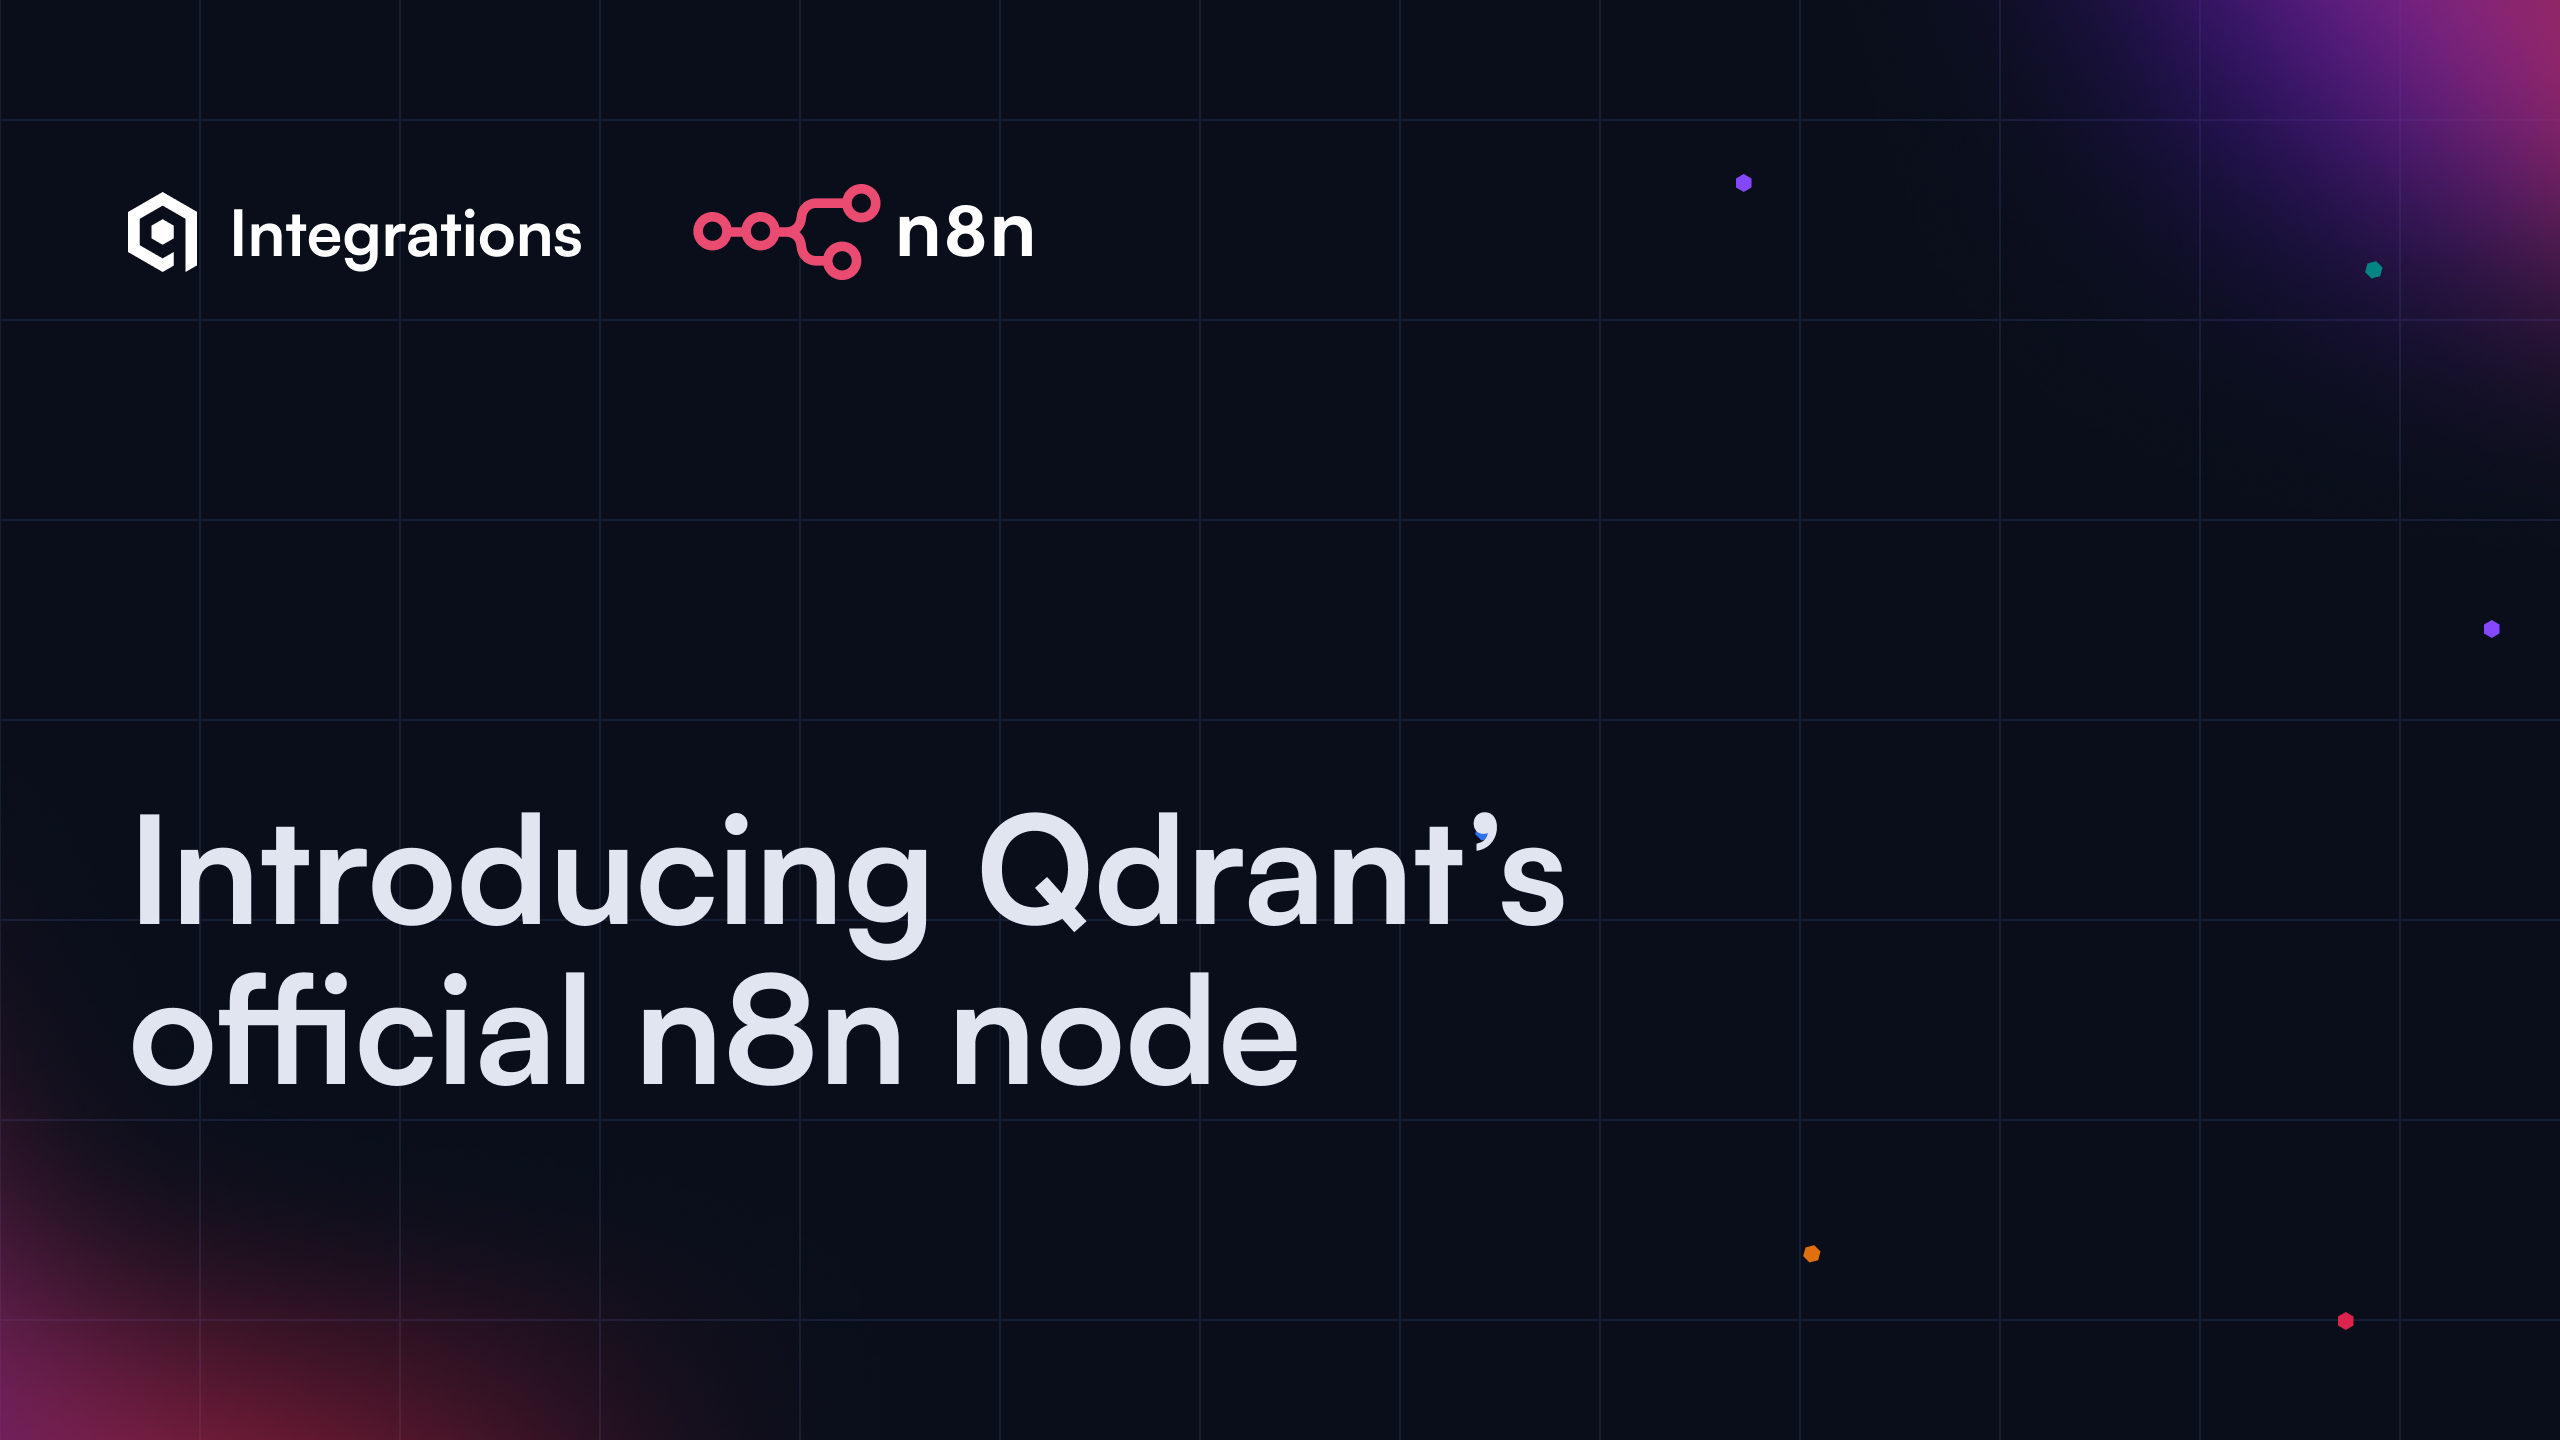 Integrations
n8n
Introducing Qdrant’s
official n8n node